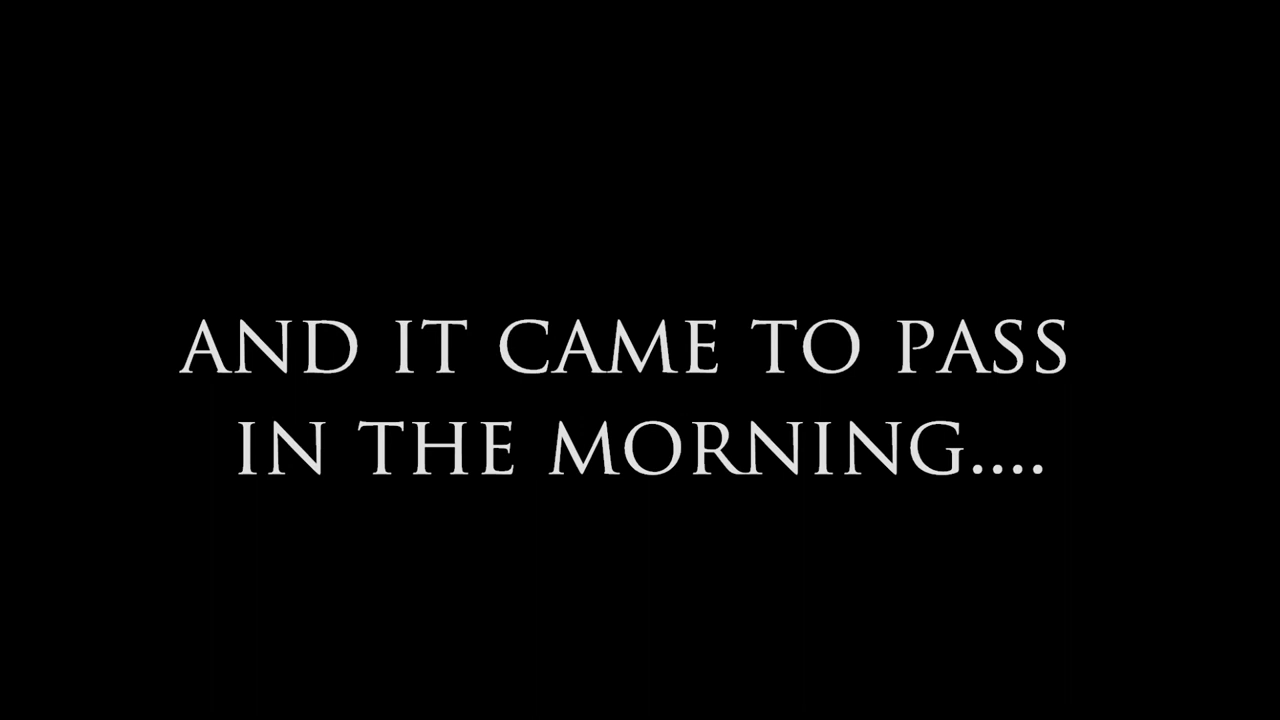 AND IT CAME TO PASS
IN THE MORNING....